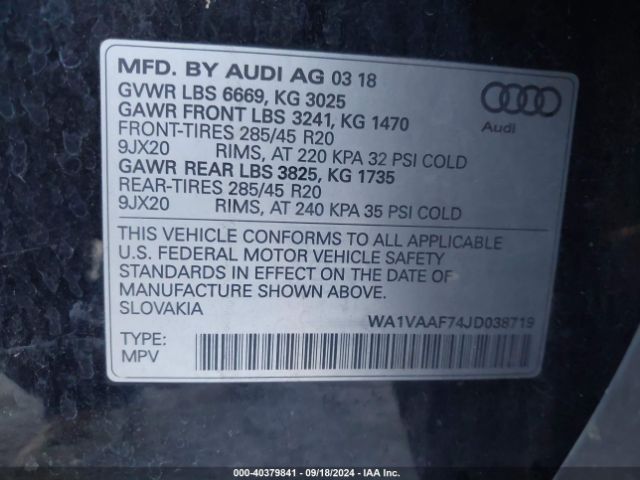 MFD. BY AUDI AG 03 18
GVWR LBS 6669, KG 3025
GAWR FRONT LBS 3241, KG 1470
FRONT-TIRES 285/45 R20
9JX20 RIMS, AT 220 KPA 32 PSI COLD
GAWR REAR LBS 3825, KG 1735
REAR-TIRES 285/45 R20
9JX20 RIMS, AT 240 KPA 35 PSI COLD
Audi
THIS VEHICLE CONFORMS TO ALL APPLICABLE
U.S. FEDERAL MOTOR VEHICLE SAFETY
STANDARDS IN EFFECT ON THE DATE OF
MANUFACTURE SHOWN ABOVE.
SLOVAKIA
WA1VAAF74JD038719
TYPE:
MPV
000-40379841 - 09/18/2024 - IAA Inc.